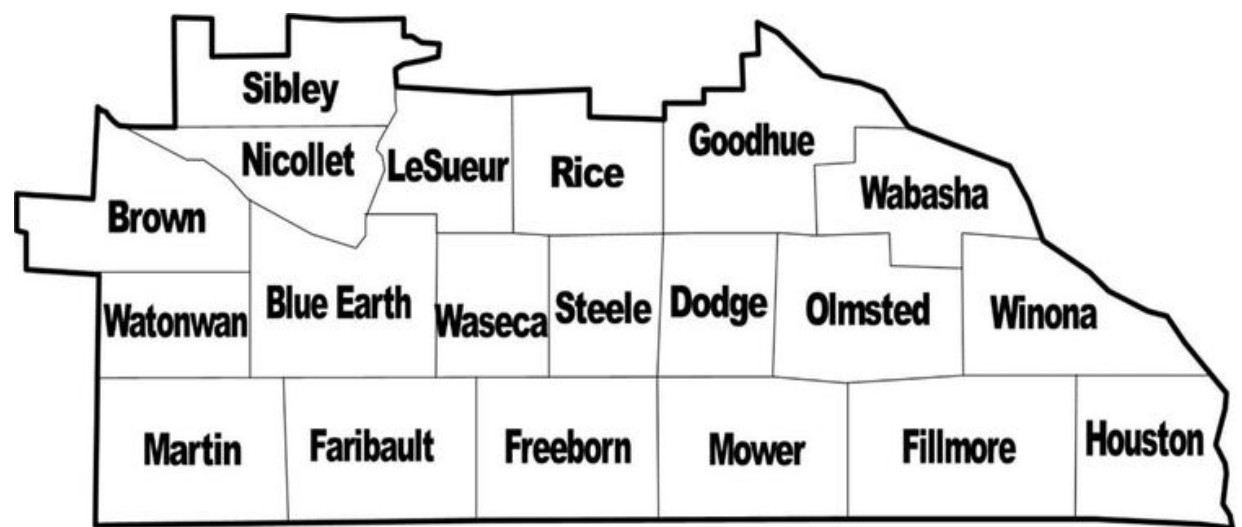 Sibley
Nicollet
LeSueur
Rice
Goodhue
Wabasha
Brown
Watonwan
Blue Earth
Waseca
Steele
Dodge
Olmsted
Winona
Martin
Faribault
Freeborn
Mower
Fillmore
Houston